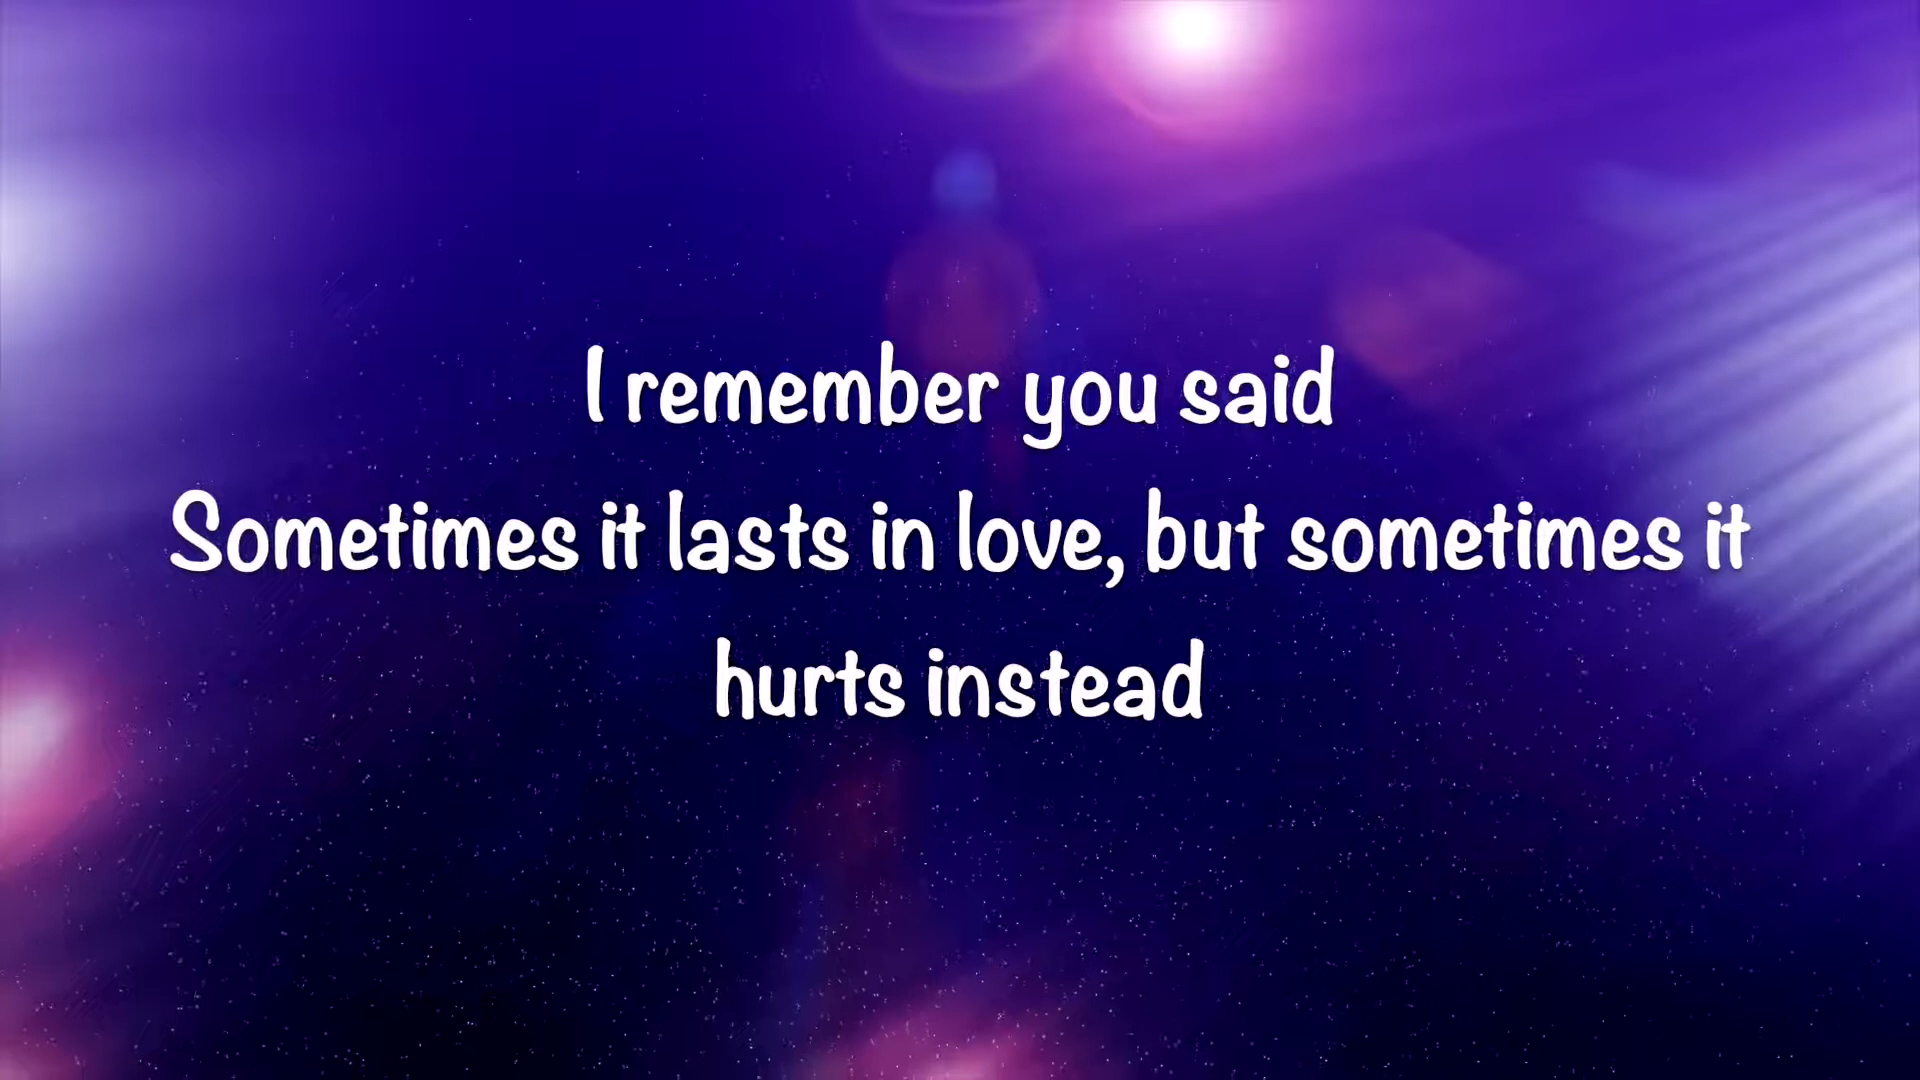 I remember you said
Sometimes it lasts in love, but sometimes it
hurts instead